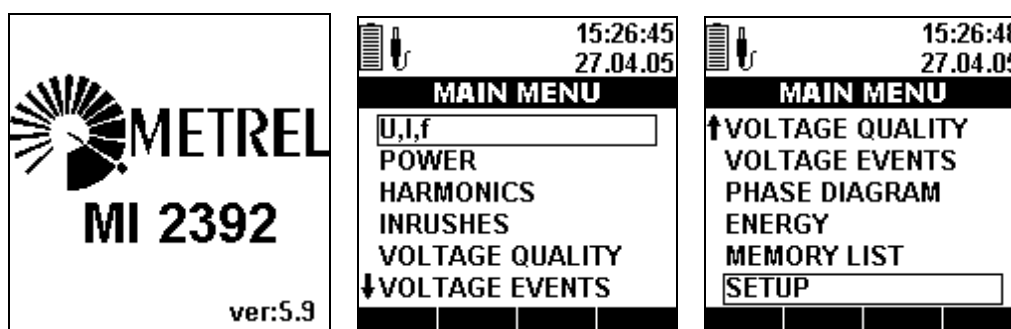 METREL
MI 2392
ver:5.9
15:26:45
27.04.05
MAIN MENU
U,I,f
POWER
HARMONICS
INRUSHES
VOLTAGE QUALITY
VOLTAGE EVENTS
15:26:48
27.04.05
MAIN MENU
VOLTAGE QUALITY
VOLTAGE EVENTS
PHASE DIAGRAM
ENERGY
MEMORY LIST
SETUP